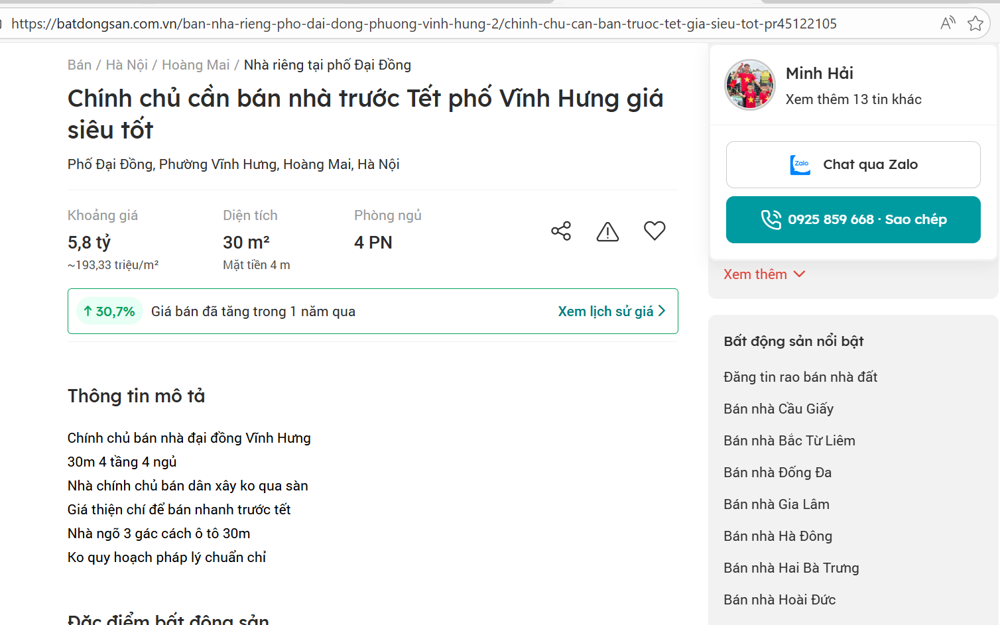 https://batdongsan.com.vn/ban-nha-rieng-pho-dai-dong-phuong-vinh-hung-2/chinh-chu-can-ban-truoc-tet-gia-sieu-tot-pr45122105
Bán / Hà Nội / Hoàng Mai / Nhà riêng tại phố Đại Đồng
Chính chủ cần bán nhà trước Tết phố Vĩnh Hưng giá
siêu tốt
Phố Đại Đồng, Phường Vĩnh Hưng, Hoàng Mai, Hà Nội
Khoảng giá
5,8 tỷ
~193,33 triệu/m²
Diện tích
30 m²
Mặt tiền 4 m
Phòng ngủ
4 PN
30,7%
Giá bán đã tăng trong 1 năm qua
Xem lịch sử giá
Thông tin mô tả
Chính chủ bán nhà đại đồng Vĩnh Hưng
30m 4 tầng 4 ngủ
Nhà chính chủ bán dân xây ko qua sàn
Giá thiện chí để bán nhanh trước tết
Nhà ngõ 3 gác cách ô tô 30m
Ko quy hoạch pháp lý chuẩn chỉ
Đặc điểm bất động sản
Minh Hải
Xem thêm 13 tin khác
Zalo
Chat qua Zalo
0925 859 668 · Sao chép
Xem thêm
Bất động sản nổi bật
Đăng tin rao bán nhà đất
Bán nhà Cầu Giấy
Bán nhà Bắc Từ Liêm
Bán nhà Đống Đa
Bán nhà Gia Lâm
Bán nhà Hà Đông
Bán nhà Hai Bà Trưng
Bán nhà Hoài Đức